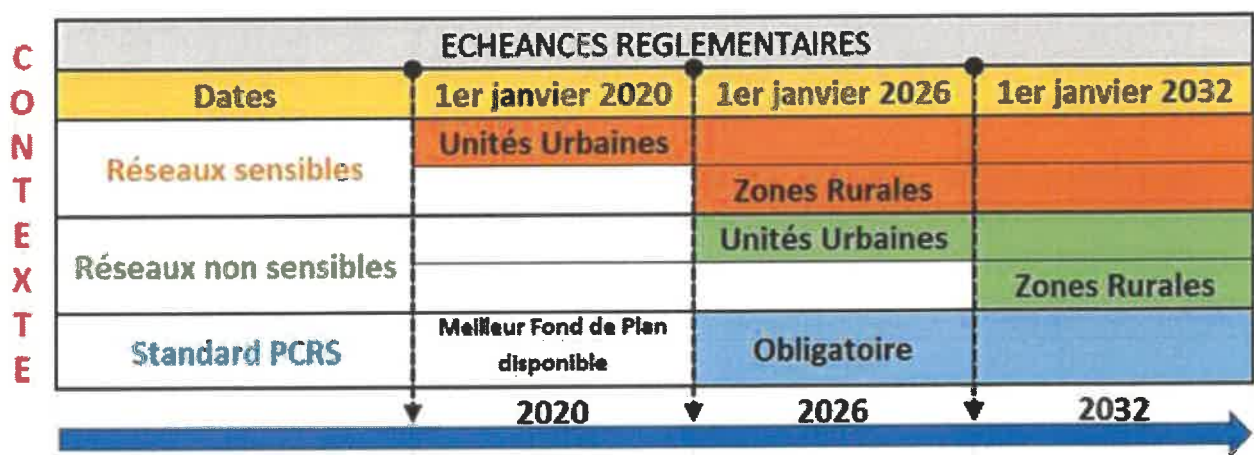 CONTEXTE
ECHEANCES REGLEMENTAIRES
Dates 1er janvier 2020 1er janvier 2026 1er janvier 2032
Réseaux sensibles
Unités Urbaines
Zones Rurales
Réseaux non sensibles
Unités Urbaines
Zones Rurales
Standard PCRS
Meilleur Fond de Plan
disponible
Obligatoire
2020 2026 2032